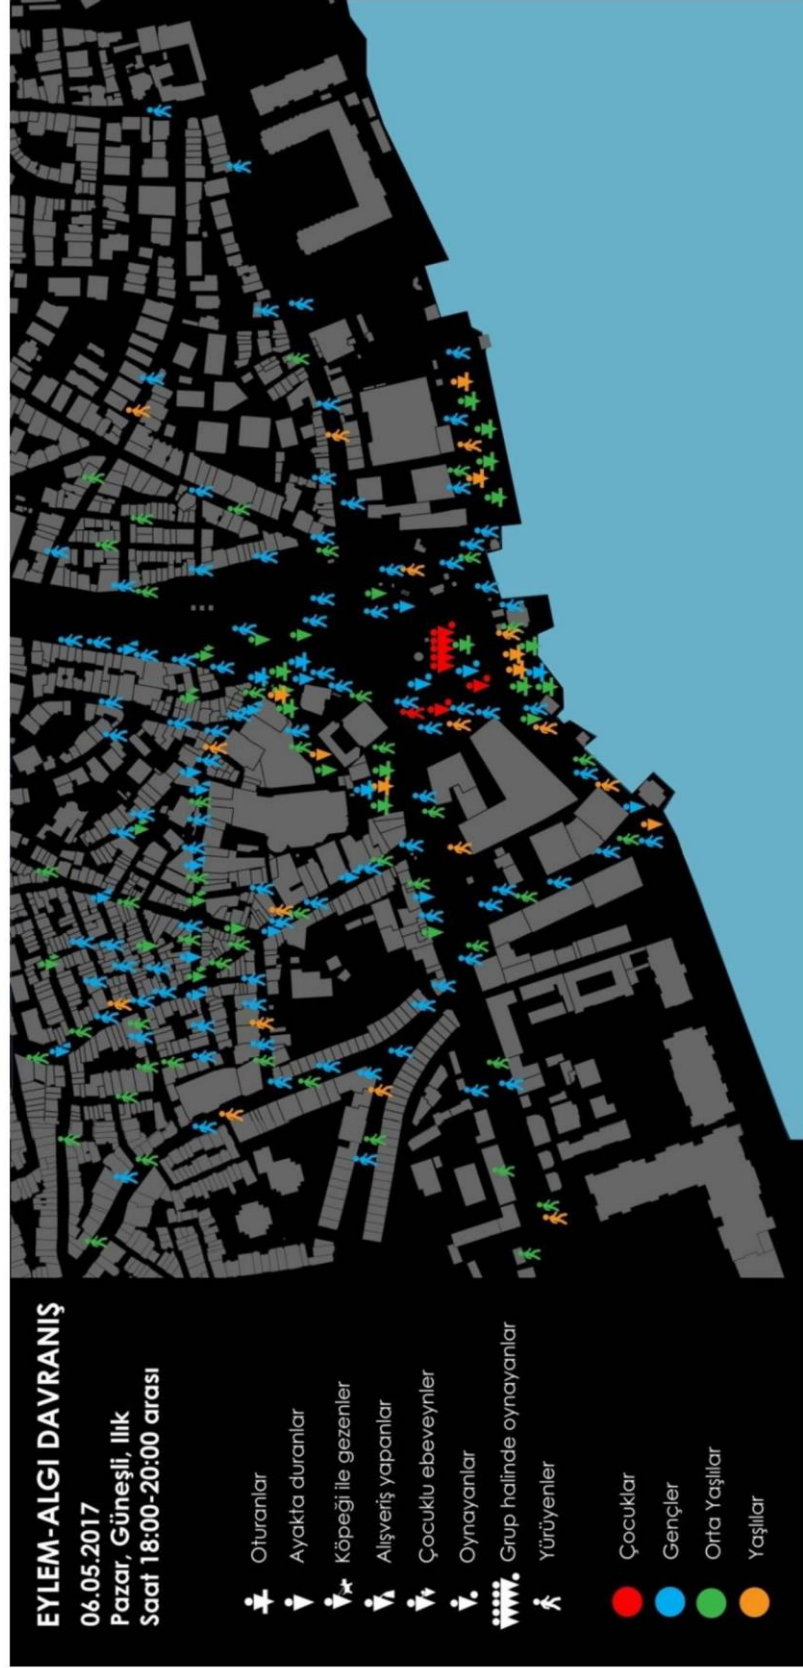 EYLEM-ALGI DAVRANIŞ
06.05.2017
Pazar, Güneşli, Ilık
Saat 18:00-20:00 arası
Oturanlar
Ayakta duranlar
Köpeği ile gezenler
Alışveriş yapanlar
Çocuklu ebeveynler
Oynayanlar
Grup halinde oynayanlar
Yürüyenler
Çocuklar
Gençler
Orta Yaşlılar
Yaşlılar